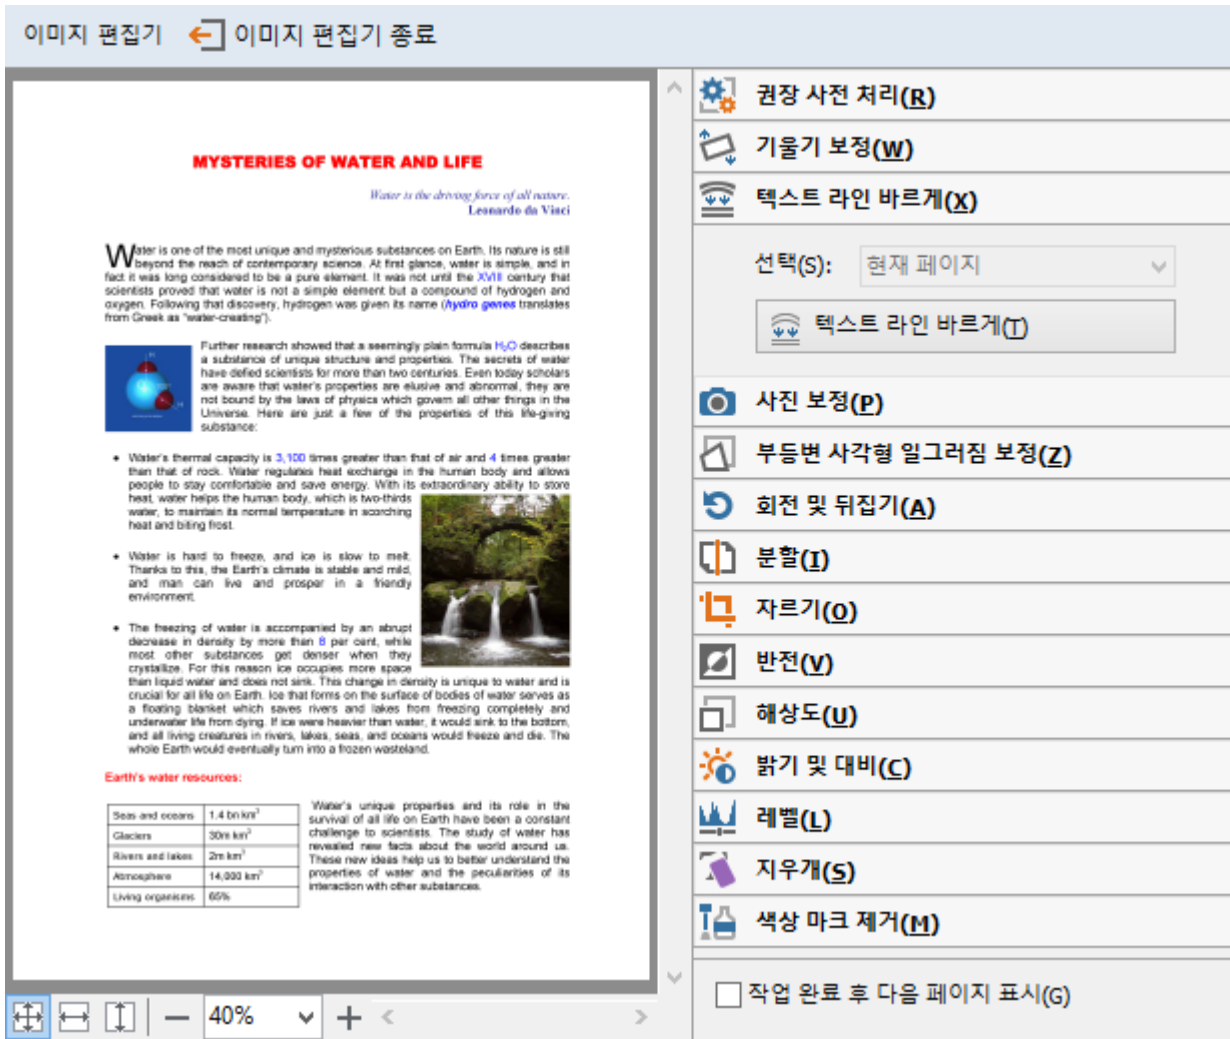 이미지 편집기 이미지 편집기 종료
MYSTERIES OF WATER AND LIFE
Water is the driving force of all nature.
Leonardo da Vinci
Water is one of the most unique and mysterious substances on Earth. Its nature is still
beyond the reach of contemporary science. At first glance, water is simple, and in
fact it was long considered to be a pure element. It was not until the XVIII century that
scientists proved that water is not a simple element but a compound of hydrogen and
oxygen. Following that discovery, hydrogen was given its name (hydro genes translates
from Greek as "water-creating").
Further research showed that a seemingly plain formula H₂O describes
a substance of unique structure and properties. The secrets of water
have defied scientists for more than two centuries. Even today scholars
are aware that water's properties are elusive and abnormal, they are
not bound by the laws of physics which govern all other things in the
Universe. Here are just a few of the properties of this life-giving
substance:
• Water's thermal capacity is 3,100 times greater than that of air and 4 times greater
than that of rock. Water regulates heat exchange in the human body and allows
people to stay comfortable and save energy. With its extraordinary ability to store
heat, water helps the human body, which is two-thirds
water, to maintain its normal temperature in scorching
heat and biting frost.
• Water is hard to freeze, and ice is slow to melt.
Thanks to this, the Earth's climate is stable and mild,
and man can live and prosper in a friendly
environment.
• The freezing of water is accompanied by an abrupt
decrease in density by more than 8 per cent, while
most other substances get denser when they
crystallize. For this reason ice occupies more space
than liquid water and does not sink. This change in density is unique to water and is
crucial for all life on Earth. Ice that forms on the surface of bodies of water serves as
a floating blanket which saves rivers and lakes from freezing completely and
underwater life from dying. If ice were heavier than water, it would sink to the bottom,
and all living creatures in rivers, lakes, seas, and oceans would freeze and die. The
whole Earth would eventually turn into a frozen wasteland.
Earth's water resources:
Seas and oceans 1.4 bn km³
Glaciers 30m km³
Rivers and lakes 2m km³
Atmosphere 14,000 km³
Living organisms 65%
Water's unique properties and its role in the
survival of all life on Earth have been a constant
challenge to scientists. The study of water has
revealed new facts about the world around us.
These new ideas help us to better understand the
properties of water and the peculiarities of its
interaction with other substances.
40%
권장 사전 처리(R)
기울기 보정(W)
텍스트 라인 바르게(X)
선택(S): 현재 페이지
텍스트 라인 바르게(T)
사진 보정(P)
부등변 사각형 일그러짐 보정(Z)
회전 및 뒤집기(A)
분할(I)
자르기(O)
반전(V)
해상도(U)
밝기 및 대비(C)
레벨(L)
지우개(S)
색상 마크 제거(M)
작업 완료 후 다음 페이지 표시(G)